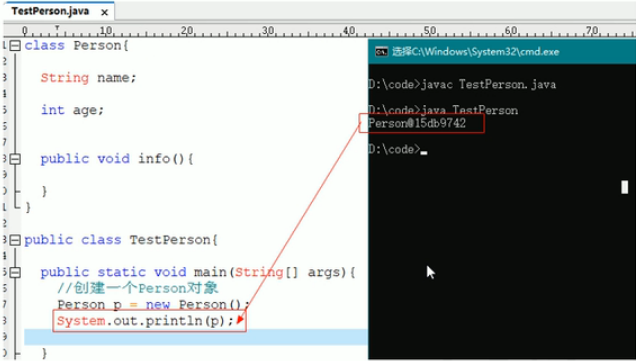 TestPerson.java x
0 10 20 30 40 50 60 70
class Person{
String name;
int age;
public void info(){
}
}
public class TestPerson{
public static void main(String[] args){
//创建一个Person对象
Person p = new Person();
System.out.println(p);
}
选择C:\Windows\System32\cmd.exe
D:\code>javac TestPerson.java
D:\code>java TestPerson
Person@15db9742
D:\code>